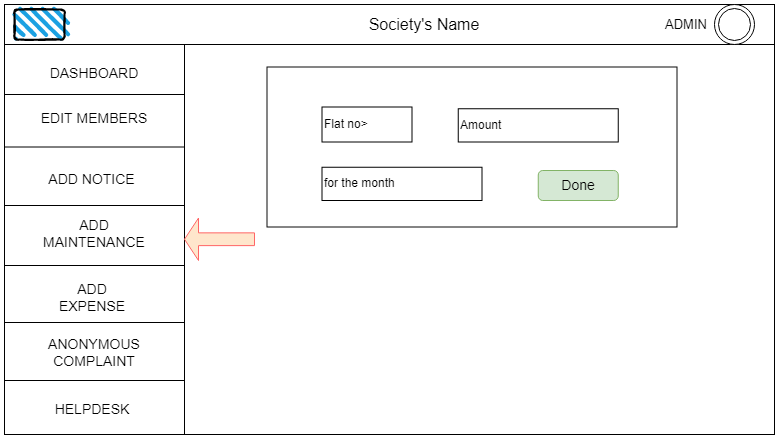 Society's Name
ADMIN
DASHBOARD
EDIT MEMBERS
ADD NOTICE
ADD
MAINTENANCE
ADD
EXPENSE
ANONYMOUS
COMPLAINT
HELPDESK
Flat no>
Amount
for the month
Done